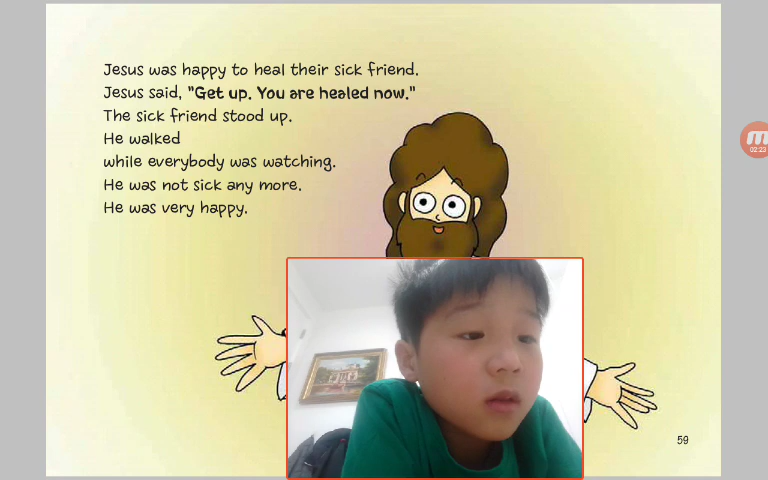 Jesus was happy to heal their sick friend.
Jesus said, "Get up. You are healed now."
The sick friend stood up.
He walked
while everybody was watching.
He was not sick any more.
He was very happy.
02:23
59